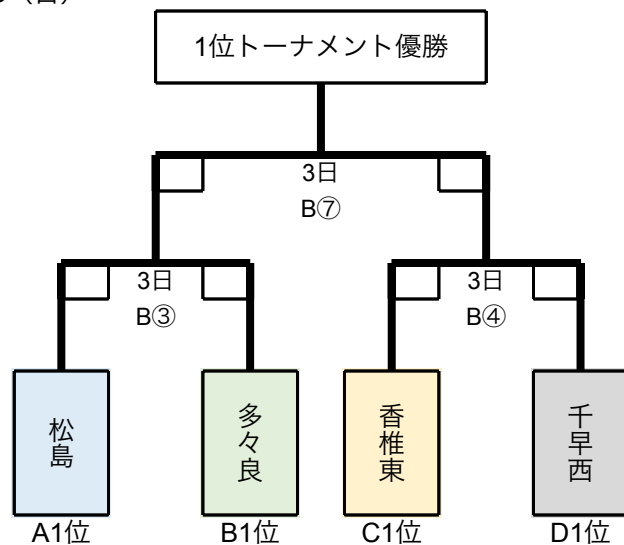 1位トーナメント優勝
3日
B⑦
3日
B③
3日
B④
松島
多々良
香椎東
千早西
A1位
B1位
C1位
D1位